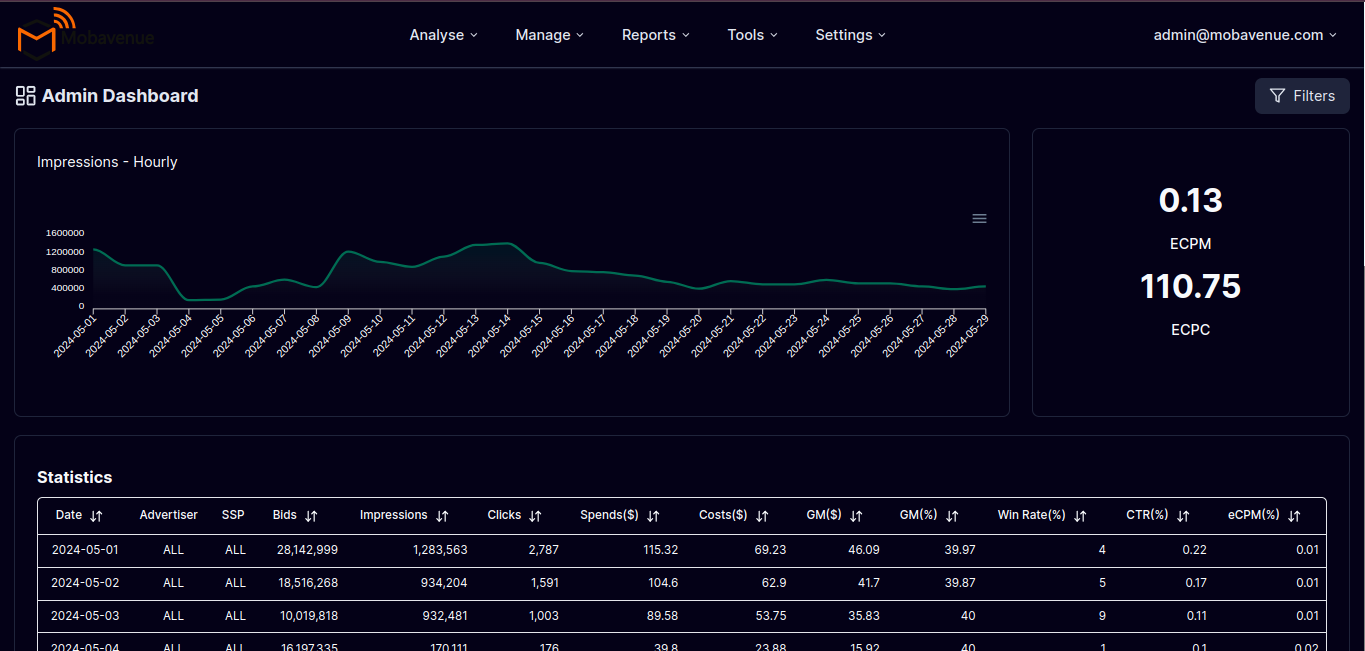 Mobavenue
Analyse Manage Reports Tools Settings admin@mobavenue.com
Admin Dashboard
Filters
Impressions - Hourly
1600000
1200000
800000
400000
0
2024-05-01 2024-05-02 2024-05-03 2024-05-04 2024-05-05 2024-05-06 2024-05-07 2024-05-08 2024-05-09 2024-05-10 2024-05-11 2024-05-12 2024-05-13 2024-05-14 2024-05-15 2024-05-16 2024-05-17 2024-05-18 2024-05-19 2024-05-20 2024-05-21 2024-05-22 2024-05-23 2024-05-24 2024-05-25 2024-05-26 2024-05-27 2024-05-28 2024-05-29
0.13
ECPM
110.75
ECPC
Statistics
Date Advertiser SSP Bids Impressions Clicks Spends($) Costs($) GM($) GM(%) Win Rate(%) CTR(%) eCPM(%)
2024-05-01 ALL ALL 28,142,999 1,283,563 2,787 115.32 69.23 46.09 39.97 4 0.22 0.01
2024-05-02 ALL ALL 18,516,268 934,204 1,591 104.6 62.9 41.7 39.87 5 0.17 0.01
2024-05-03 ALL ALL 10,019,818 932,481 1,003 89.58 53.75 35.83 40 9 0.11 0.01
2024-05-04 ALL ALL 16,197,335 170,111 176 39.8 23.88 15.92 40 1 0.1 0.02